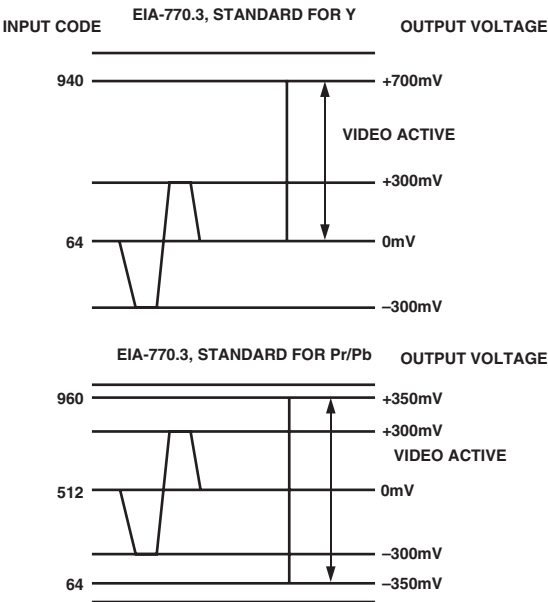 EIA-770.3, STANDARD FOR Y
INPUT CODE
OUTPUT VOLTAGE
940
+700mV
VIDEO ACTIVE
+300mV
64
0mV
–300mV
EIA-770.3, STANDARD FOR Pr/Pb
OUTPUT VOLTAGE
960
+350mV
+300mV
VIDEO ACTIVE
512
0mV
–300mV
64
–350mV